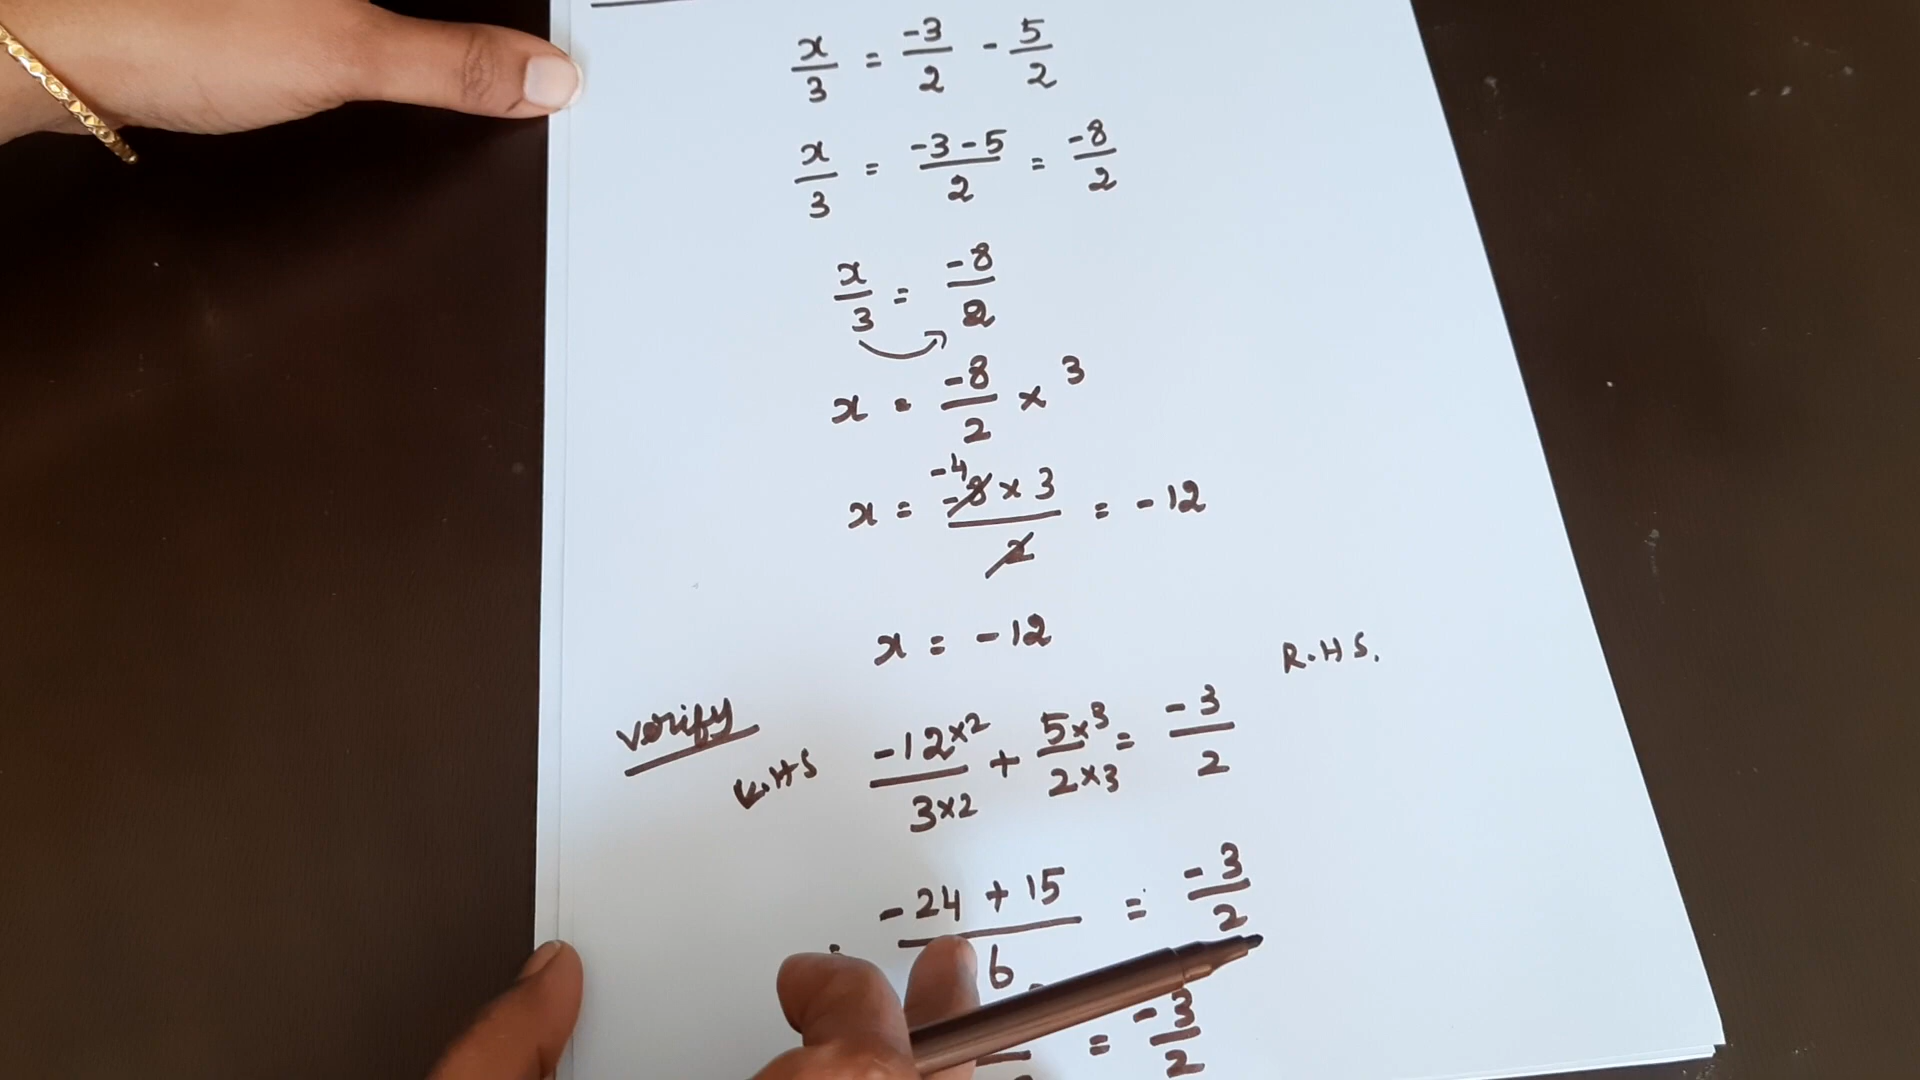 x/3 = -3/2 - 5/2
x/3 = -3-5/2 = -8/2
x/3 = -8/2
x = -8/2 × 3
x = -4 -8×3/2 = -12
x = -12
R.H.S.
verify
L.H.S -12×2/3×2 + 5×3/2×3 = -3/2
-24+15/6 = -3/2
= -3/2